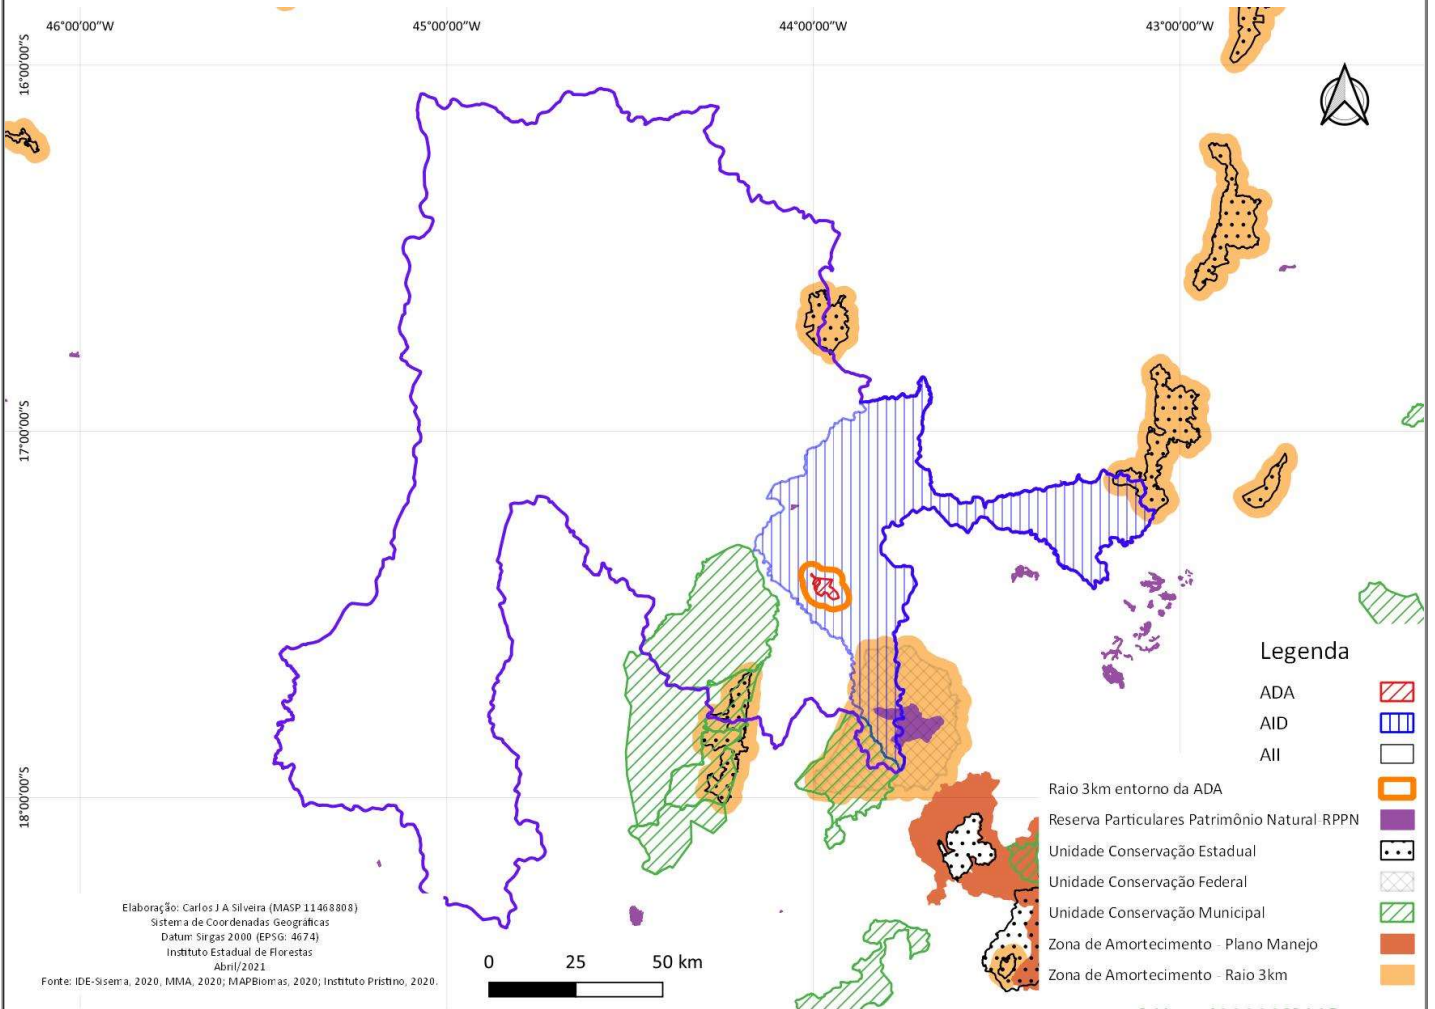 46°00'00"W
45°00'00"W
44°00'00"W
43°00'00"W
16°00'00"S
17°00'00"S
18°00'00"S
Legenda
ADA
AID
AII
Raio 3km entorno da ADA
Reserva Particulares Patrimônio Natural-RPPN
Unidade Conservação Estadual
Unidade Conservação Federal
Unidade Conservação Municipal
Zona de Amortecimento - Plano Manejo
Zona de Amortecimento - Raio 3km
Elaboração: Carlos J A Silveira (MASP 11468808)
Sistema de Coordenadas Geográficas
Datum Sirgas 2000 (EPSG: 4674)
Instituto Estadual de Florestas
Abril/2021
Fonte: IDE-Sisema, 2020, MMA, 2020; MAPBiomas, 2020; Instituto Prístino, 2020.
0 25 50 km